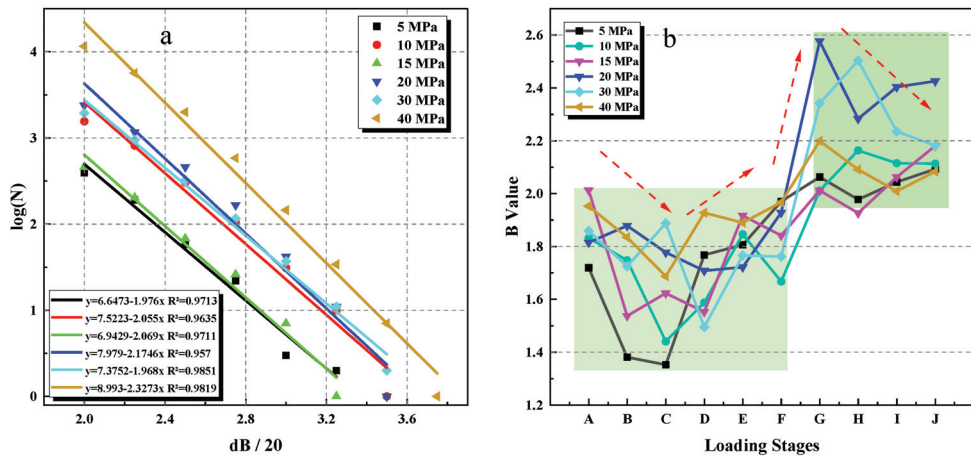 a
5 MPa
10 MPa
15 MPa
20 MPa
30 MPa
40 MPa
log(N)
4
3
2
1
0
y=6.6473-1.976x R²=0.9713
y=7.5223-2.055x R²=0.9635
y=6.9429-2.069x R²=0.9711
y=7.979-2.1746x R²=0.957
y=7.3752-1.968x R²=0.9851
y=8.993-2.3273x R²=0.9819
2.0 2.4 2.8 3.2 3.6
dB / 20
b
5 MPa
10 MPa
15 MPa
20 MPa
30 MPa
40 MPa
B Value
2.6
2.4
2.2
2.0
1.8
1.6
1.4
1.2
A B C D E F G H I J
Loading Stages